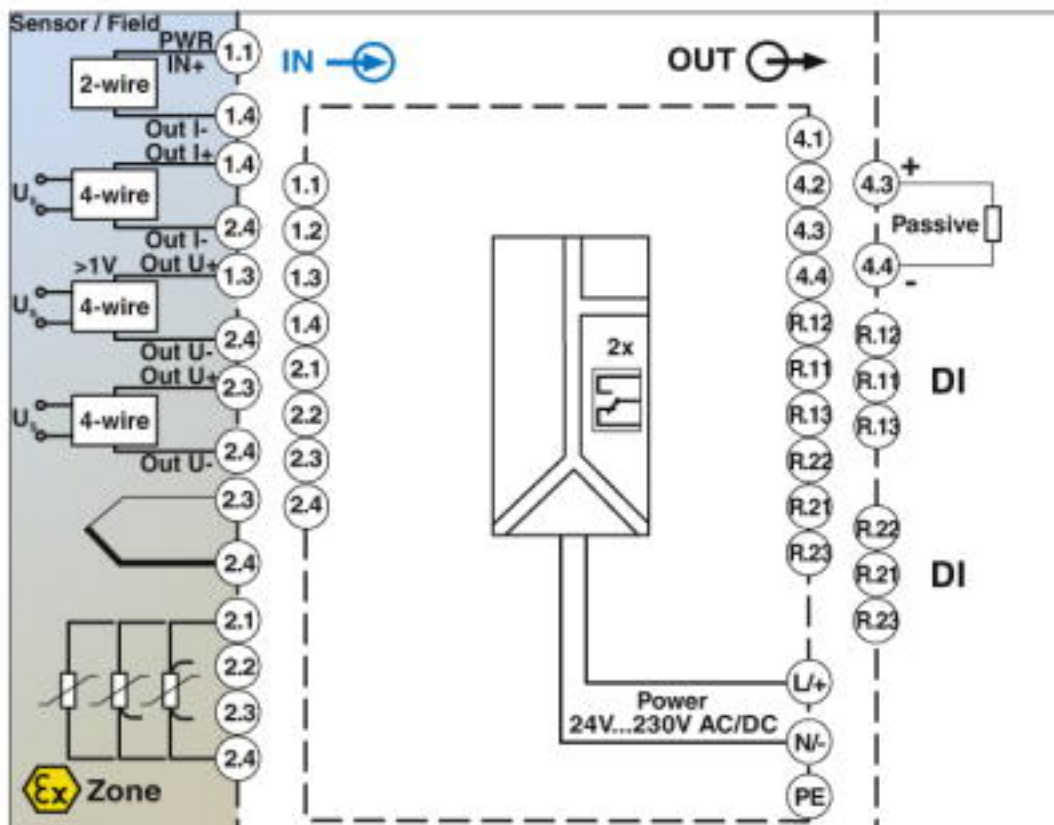 Sensor / Field
PWR
IN+
1.1
2-wire
1.4
Out I-
Out I+
1.4
Us
4-wire
2.4
Out I-
>1V
Out U+
1.3
Us
4-wire
2.4
Out U-
Out U+
2.3
Us
4-wire
2.4
Out U-
2.3
2.4
2.1
2.2
2.3
2.4
Ex Zone
IN
OUT
1.1
1.2
1.3
1.4
2.1
2.2
2.3
2.4
2x
Power
24V...230V AC/DC
4.1
4.2
4.3
4.4
R.12
R.11
R.13
R.22
R.21
R.23
L/+
N/-
PE
4.3
+
Passive
4.4
-
R.12
R.11
DI
R.13
R.22
R.21
DI
R.23